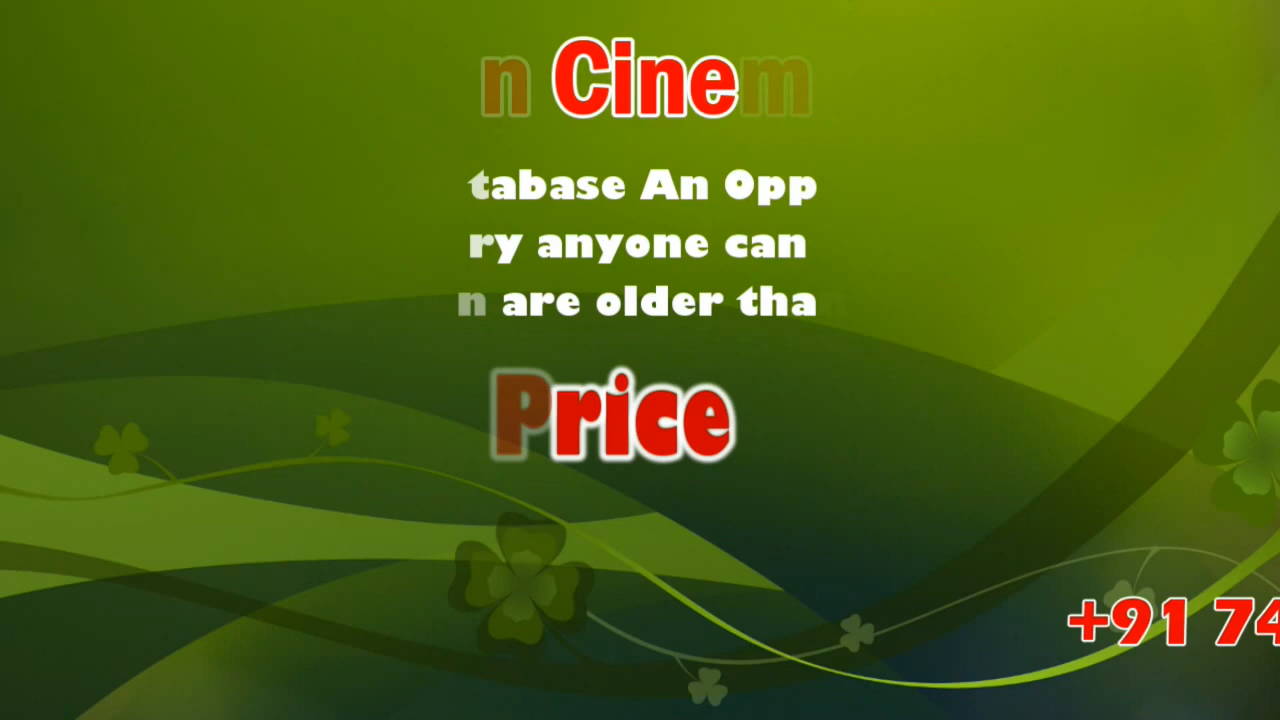 n Cinem
tabase An Opp
ry anyone can
n are older tha
Price
+91 74